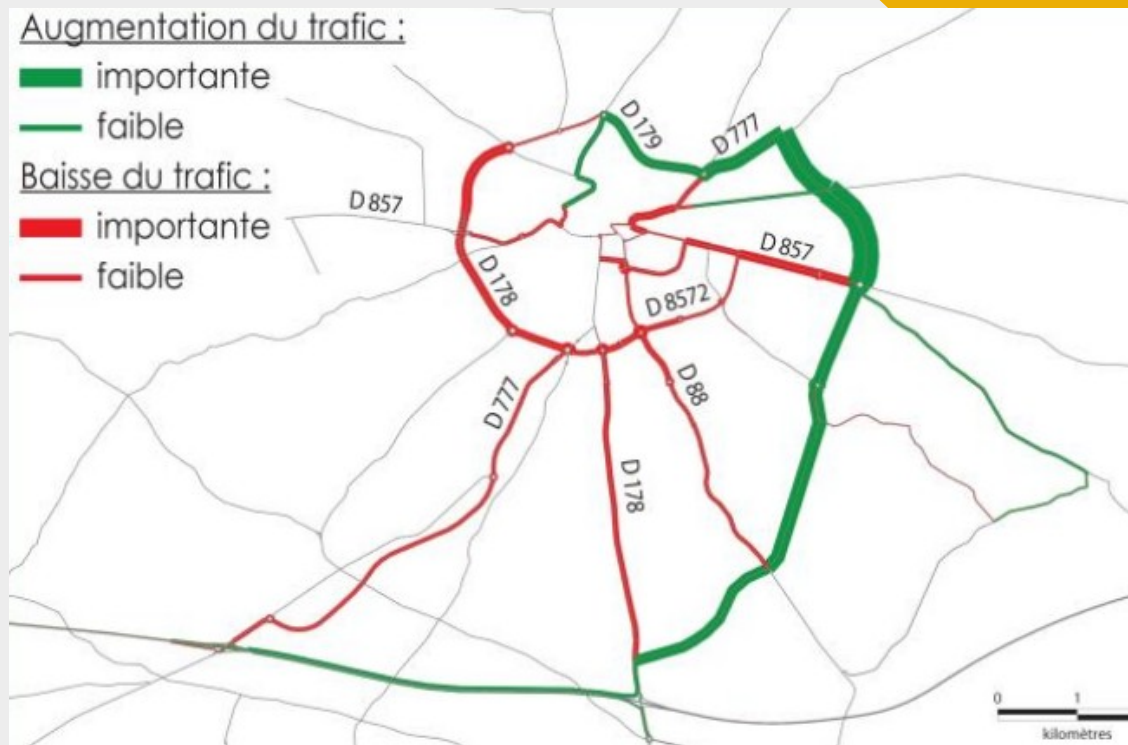 Augmentation du trafic :
importante
faible
Baisse du trafic :
importante
faible
D 179
D 777
D 857
D 857
D 178
D 8572
D 777
D 88
D 178
0 1
kilomètres